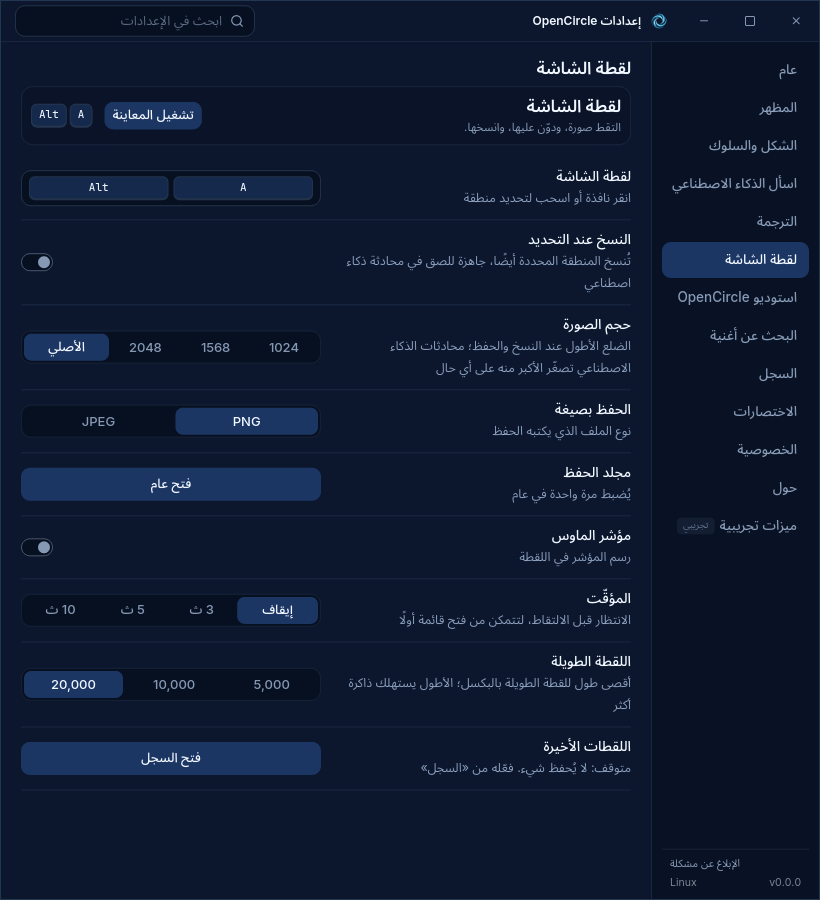 إعدادات OpenCircle
ابحث في الإعدادات
عام
المظهر
الشكل والسلوك
اسأل الذكاء الاصطناعي
الترجمة
لقطة الشاشة
استوديو OpenCircle
البحث عن أغنية
السجل
الاختصارات
الخصوصية
حول
ميزات تجريبية تجريبي
الإبلاغ عن مشكلة
v0.0.0 Linux
لقطة الشاشة
لقطة الشاشة
التقط صورة، ودوّن عليها، وانسخها.
تشغيل المعاينة
A Alt
لقطة الشاشة
انقر نافذة أو اسحب لتحديد منطقة
A Alt
النسخ عند التحديد
تُنسخ المنطقة المحددة أيضًا، جاهزة للصق في محادثة ذكاء
اصطناعي
حجم الصورة
الضلع الأطول عند النسخ والحفظ؛ محادثات الذكاء
الاصطناعي تصغّر الأكبر منه على أي حال
1024 1568 2048 الأصلي
الحفظ بصيغة
نوع الملف الذي يكتبه الحفظ
PNG JPEG
مجلد الحفظ
يُضبط مرة واحدة في عام
فتح عام
مؤشر الماوس
رسم المؤشر في اللقطة
المؤقّت
الانتظار قبل الالتقاط، لتتمكن من فتح قائمة أولًا
إيقاف 3 ث 5 ث 10 ث
اللقطة الطويلة
أقصى طول للقطة الطويلة بالبكسل؛ الأطول يستهلك ذاكرة
أكثر
5,000 10,000 20,000
اللقطات الأخيرة
متوقف: لا يُحفظ شيء. فعّله من «السجل»
فتح السجل